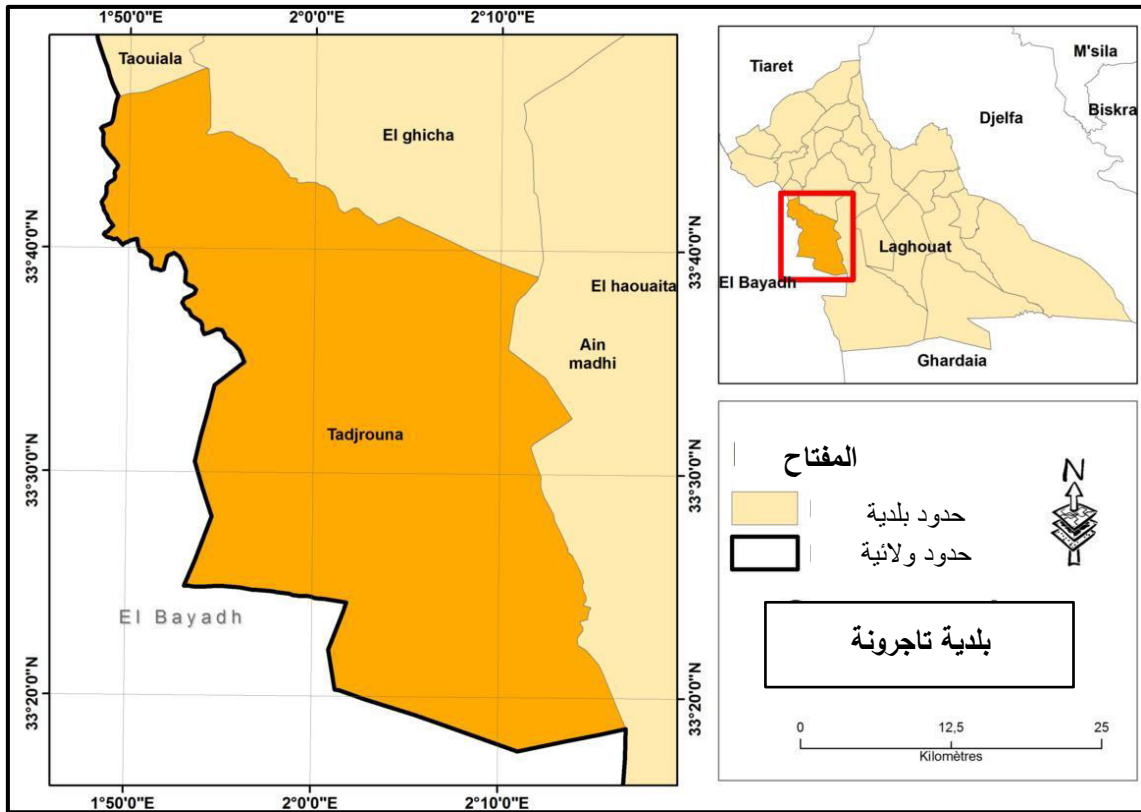 1°50'0"E 2°0'0"E 2°10'0"E
Taouiala
El ghicha
33°40'0"N
33°40'0"N
El haouaita
Ain
madhi
Tadjrouna
33°30'0"N
33°30'0"N
El Bayadh
33°20'0"N
33°20'0"N
1°50'0"E 2°0'0"E 2°10'0"E
M'sila
Tiaret
Biskra
Djelfa
Laghouat
El Bayadh
Ghardaia
المفتاح
N
حدود بلدية
حدود ولائية
بلدية تاجرونة
0 12,5 25
Kilomètres